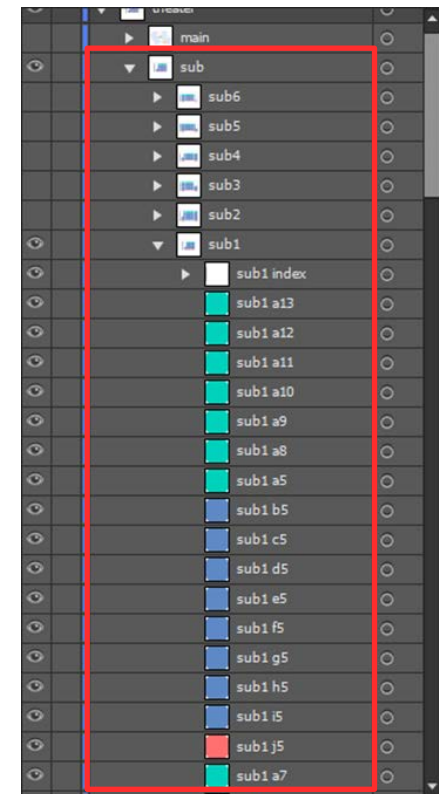 theater
main
sub
sub6
sub5
sub4
sub3
sub2
sub1
sub1 index
sub1 a13
sub1 a12
sub1 a11
sub1 a10
sub1 a9
sub1 a8
sub1 a5
sub1 b5
sub1 c5
sub1 d5
sub1 e5
sub1 f5
sub1 g5
sub1 h5
sub1 i5
sub1 j5
sub1 a7